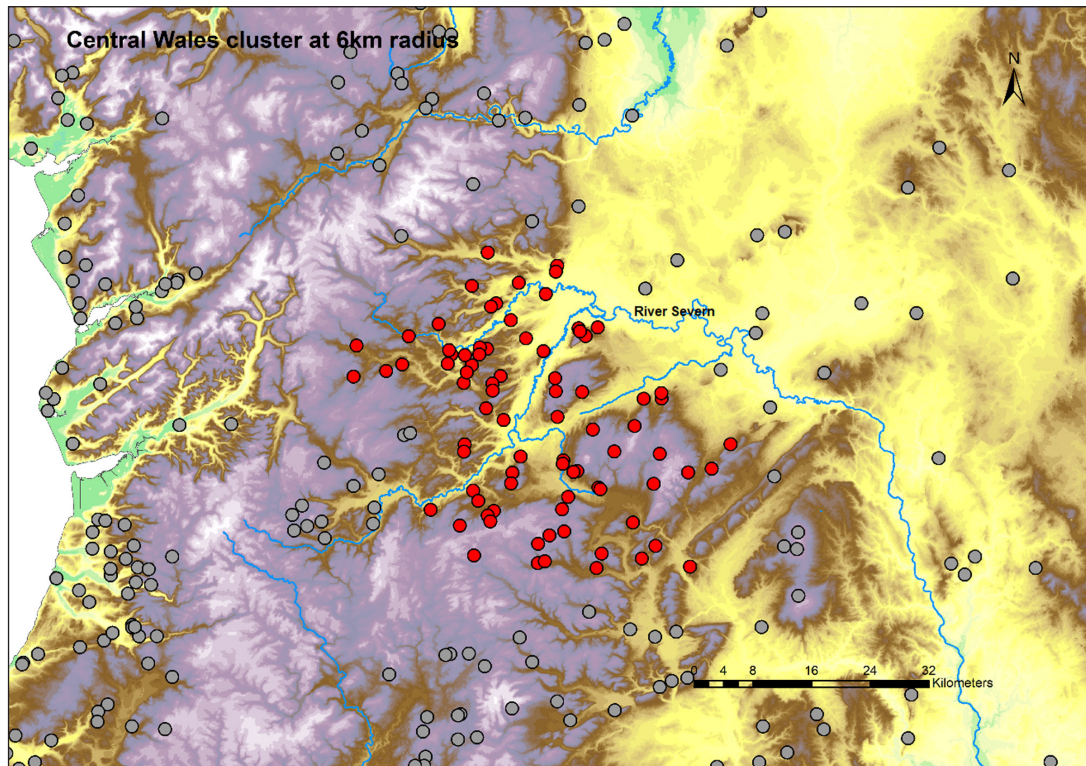 Central Wales cluster at 6km radius
N
River Severn
0 4 8 16 24 32
Kilometers